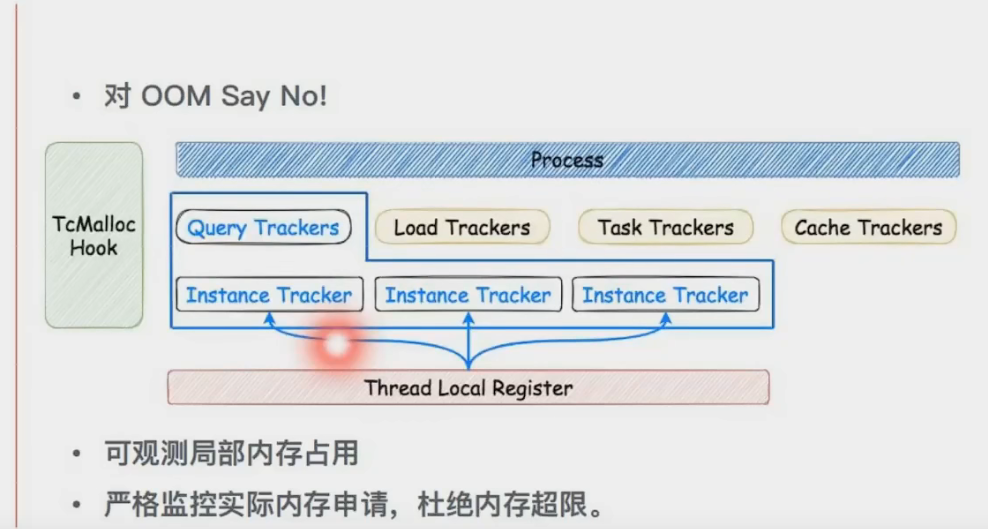 • 对 OOM Say No!
Process
TcMalloc
Hook
Query Trackers
Load Trackers
Task Trackers
Cache Trackers
Instance Tracker
Instance Tracker
Instance Tracker
Thread Local Register
• 可观测局部内存占用
• 严格监控实际内存申请，杜绝内存超限。